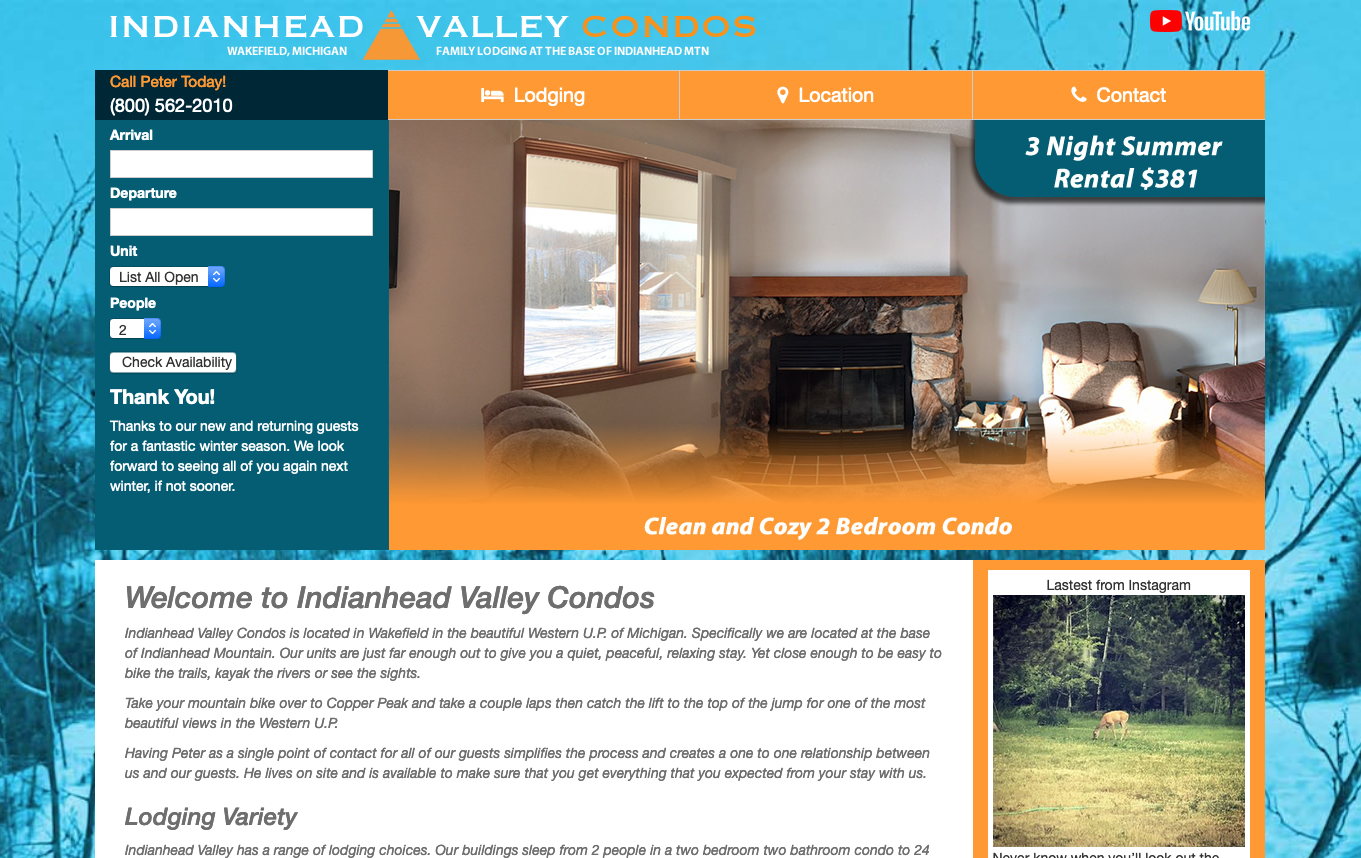 INDIANHEAD VALLEY CONDOS
WAKEFIELD, MICHIGAN FAMILY LODGING AT THE BASE OF INDIANHEAD MTN
YouTube
Call Peter Today!
(800) 562-2010
Lodging
Location
Contact
Arrival
Departure
Unit
List All Open
People
2
Check Availability
Thank You!
Thanks to our new and returning guests
for a fantastic winter season. We look
forward to seeing all of you again next
winter, if not sooner.
3 Night Summer
Rental $381
Clean and Cozy 2 Bedroom Condo
Welcome to Indianhead Valley Condos
Indianhead Valley Condos is located in Wakefield in the beautiful Western U.P. of Michigan. Specifically we are located at the base
of Indianhead Mountain. Our units are just far enough out to give you a quiet, peaceful, relaxing stay. Yet close enough to be easy to
bike the trails, kayak the rivers or see the sights.
Take your mountain bike over to Copper Peak and take a couple laps then catch the lift to the top of the jump for one of the most
beautiful views in the Western U.P.
Having Peter as a single point of contact for all of our guests simplifies the process and creates a one to one relationship between
us and our guests. He lives on site and is available to make sure that you get everything that you expected from your stay with us.
Lodging Variety
Indianhead Valley has a range of lodging choices. Our buildings sleep from 2 people in a two bedroom two bathroom condo to 24
Lastest from Instagram
Never know when you'll look out the